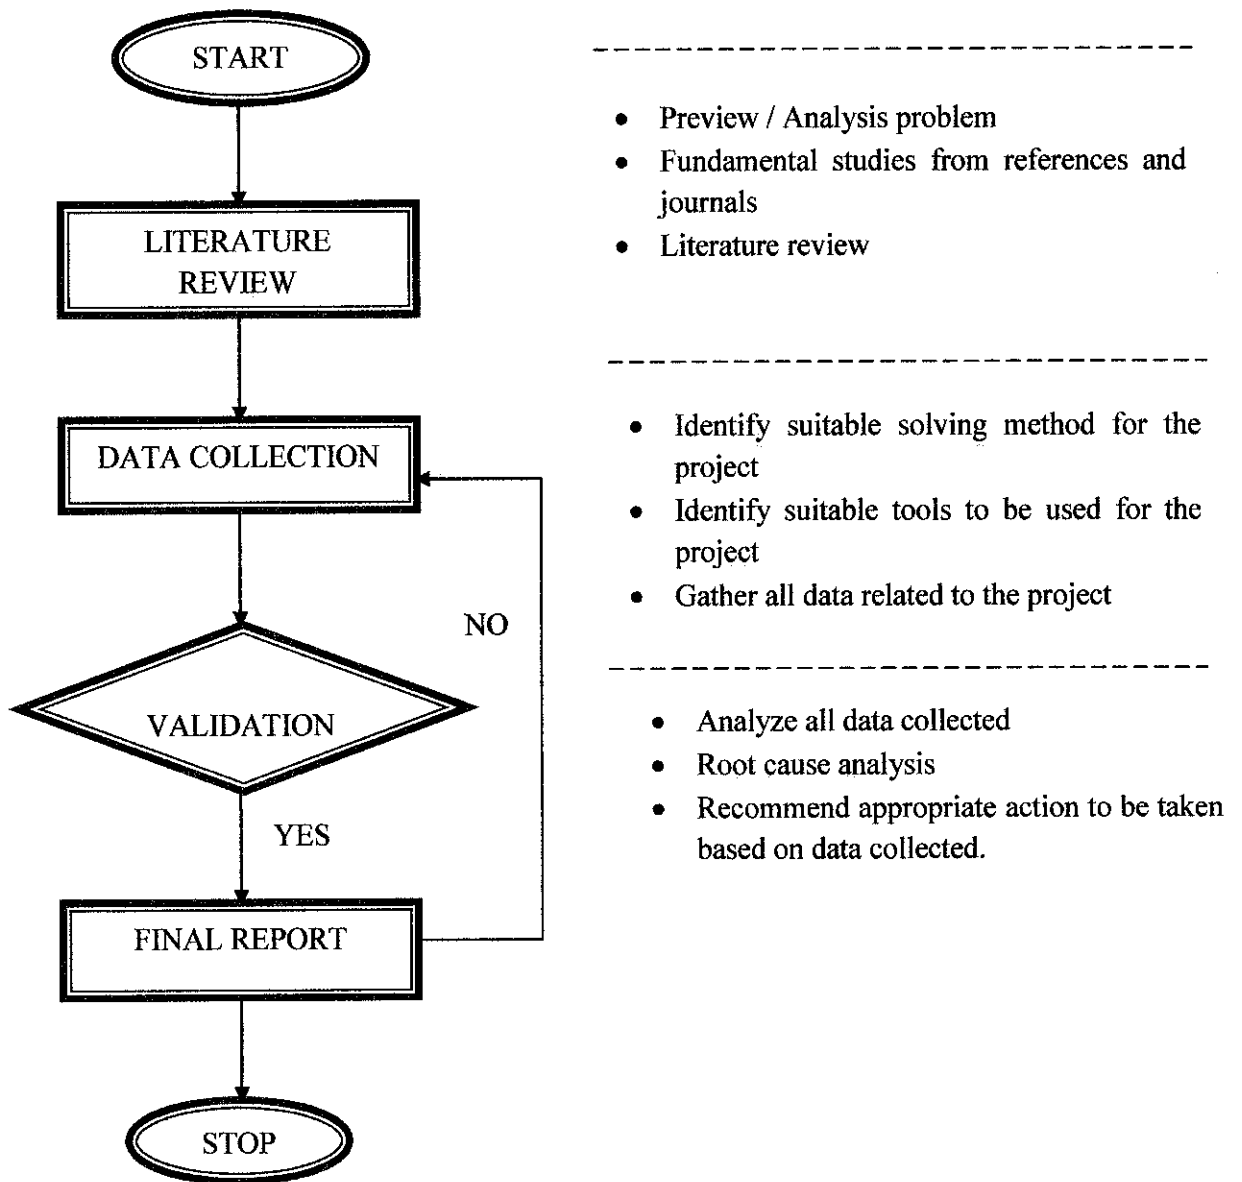 START
LITERATURE
REVIEW
DATA COLLECTION
NO
VALIDATION
YES
FINAL REPORT
STOP
• Preview / Analysis problem
• Fundamental studies from references and
journals
• Literature review
• Identify suitable solving method for the
project
• Identify suitable tools to be used for the
project
• Gather all data related to the project
• Analyze all data collected
• Root cause analysis
• Recommend appropriate action to be taken
based on data collected.